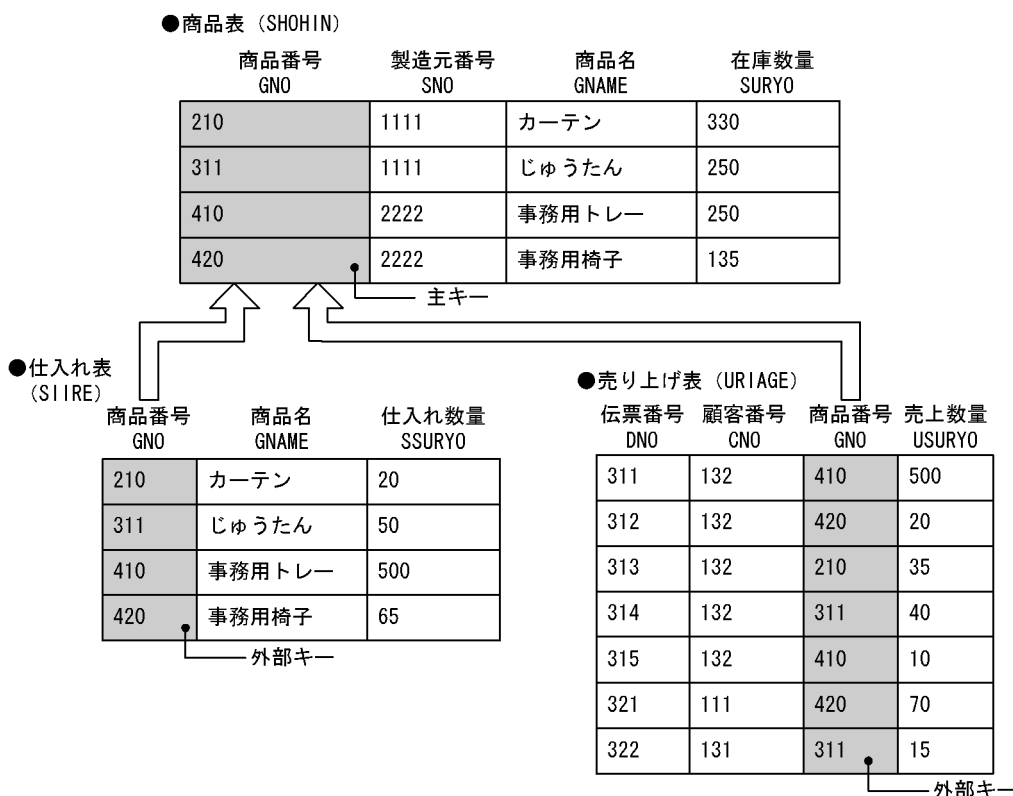 ●商品表（SHOHIN）
商品番号 製造元番号 商品名 在庫数量
GNO SNO GNAME SURYO
210 1111 カーテン 330
311 1111 じゅうたん 250
410 2222 事務用トレー 250
420 2222 事務用椅子 135
主キー
●仕入れ表
（SIIRE）
商品番号 商品名 仕入れ数量
GNO GNAME SSURYO
210 カーテン 20
311 じゅうたん 50
410 事務用トレー 500
420 事務用椅子 65
外部キー
●売り上げ表（URIAGE）
伝票番号 顧客番号 商品番号 売上数量
DNO CNO GNO USURYO
311 132 410 500
312 132 420 20
313 132 210 35
314 132 311 40
315 132 410 10
321 111 420 70
322 131 311 15
外部キー